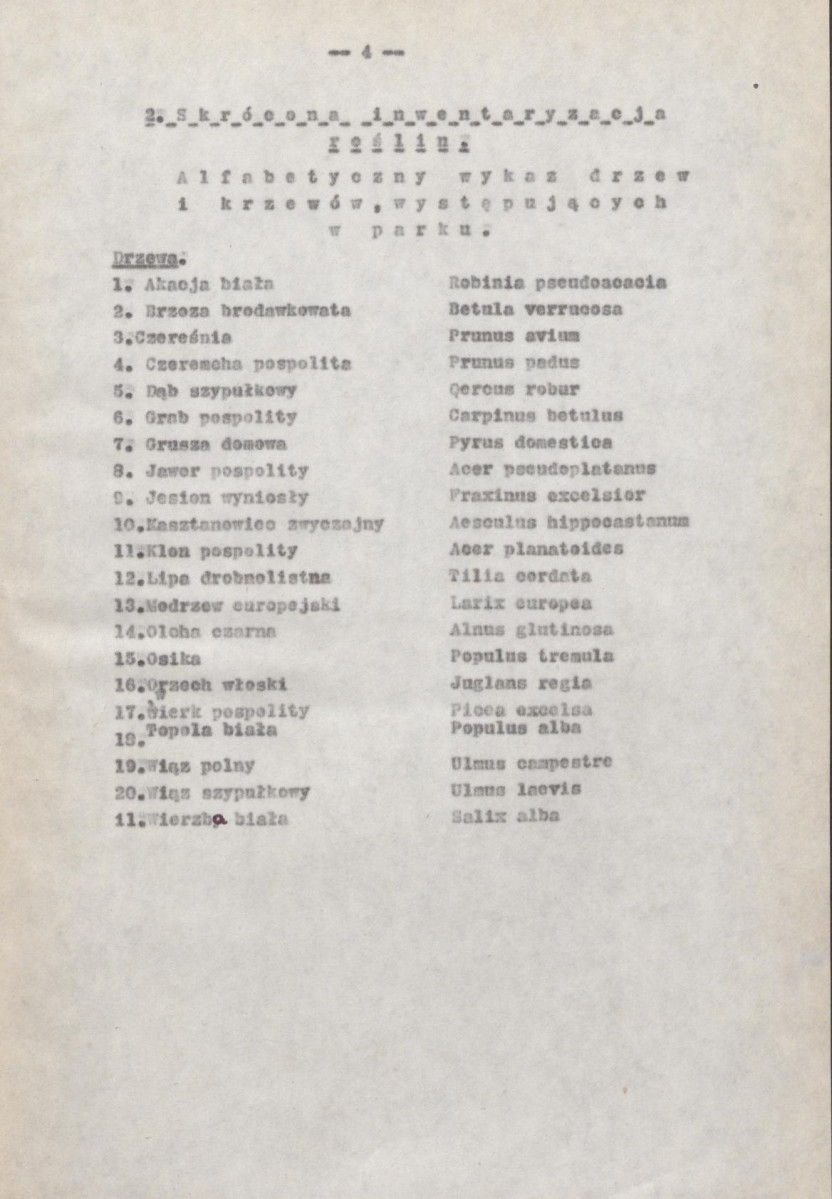 -- 4 --
2. Skrócona inwentaryzacja
roślin.
Alfabetyczny wykaz drzew
i krzewów, występujących
w parku.
Drzewa.
1. Akacja biała Robinia pseudoacacia
2. Brzoza brodawkowata Betula verrucosa
3.Czereśnia Prunus avium
4. Czeremcha pospolita Prunus padus
5. Dąb szypułkowy Qercus robur
6. Grab pospolity Carpinus betulus
7. Grusza domowa Pyrus domestica
8. Jawor pospolity Acer pseudoplatanus
9. Jesion wyniosły Fraxinus excelsior
10.Kasztanowiec zwyczajny Aesculus hippocastanum
11.Klon pospolity Acer planatoides
12.Lipa drobnolistna Tilia cordata
13.Modrzew europejski Larix europea
14.Olcha czarna Alnus glutinosa
15.Osika Populus tremula
16.Orzech włoski Juglans regia
17.Świerk pospolity Picea excelsa
18.Topola biała Populus alba
19.Wiąz polny Ulmus campestre
20.Wiąz szypułkowy Ulmus laevis
11.Wierzba biała Salix alba